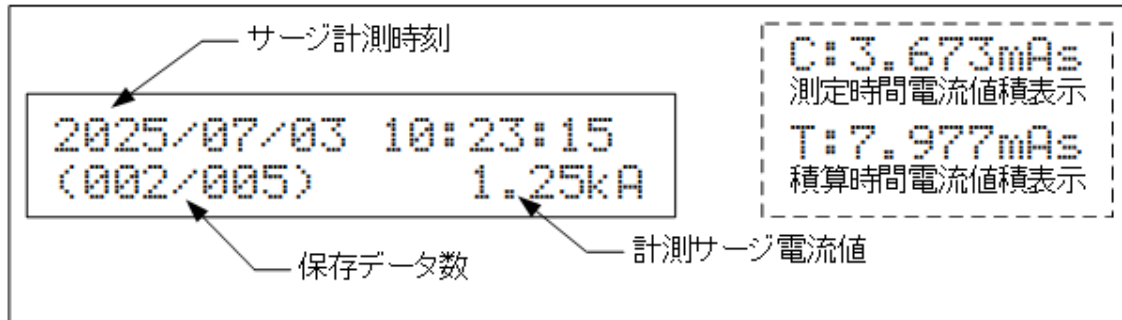 サージ計測時刻
2025/07/03 10:23:15
(002/005) 1.25kA
保存データ数
計測サージ電流値
C:3.673mAs
測定時間電流値積表示
T:7.977mAs
積算時間電流値積表示